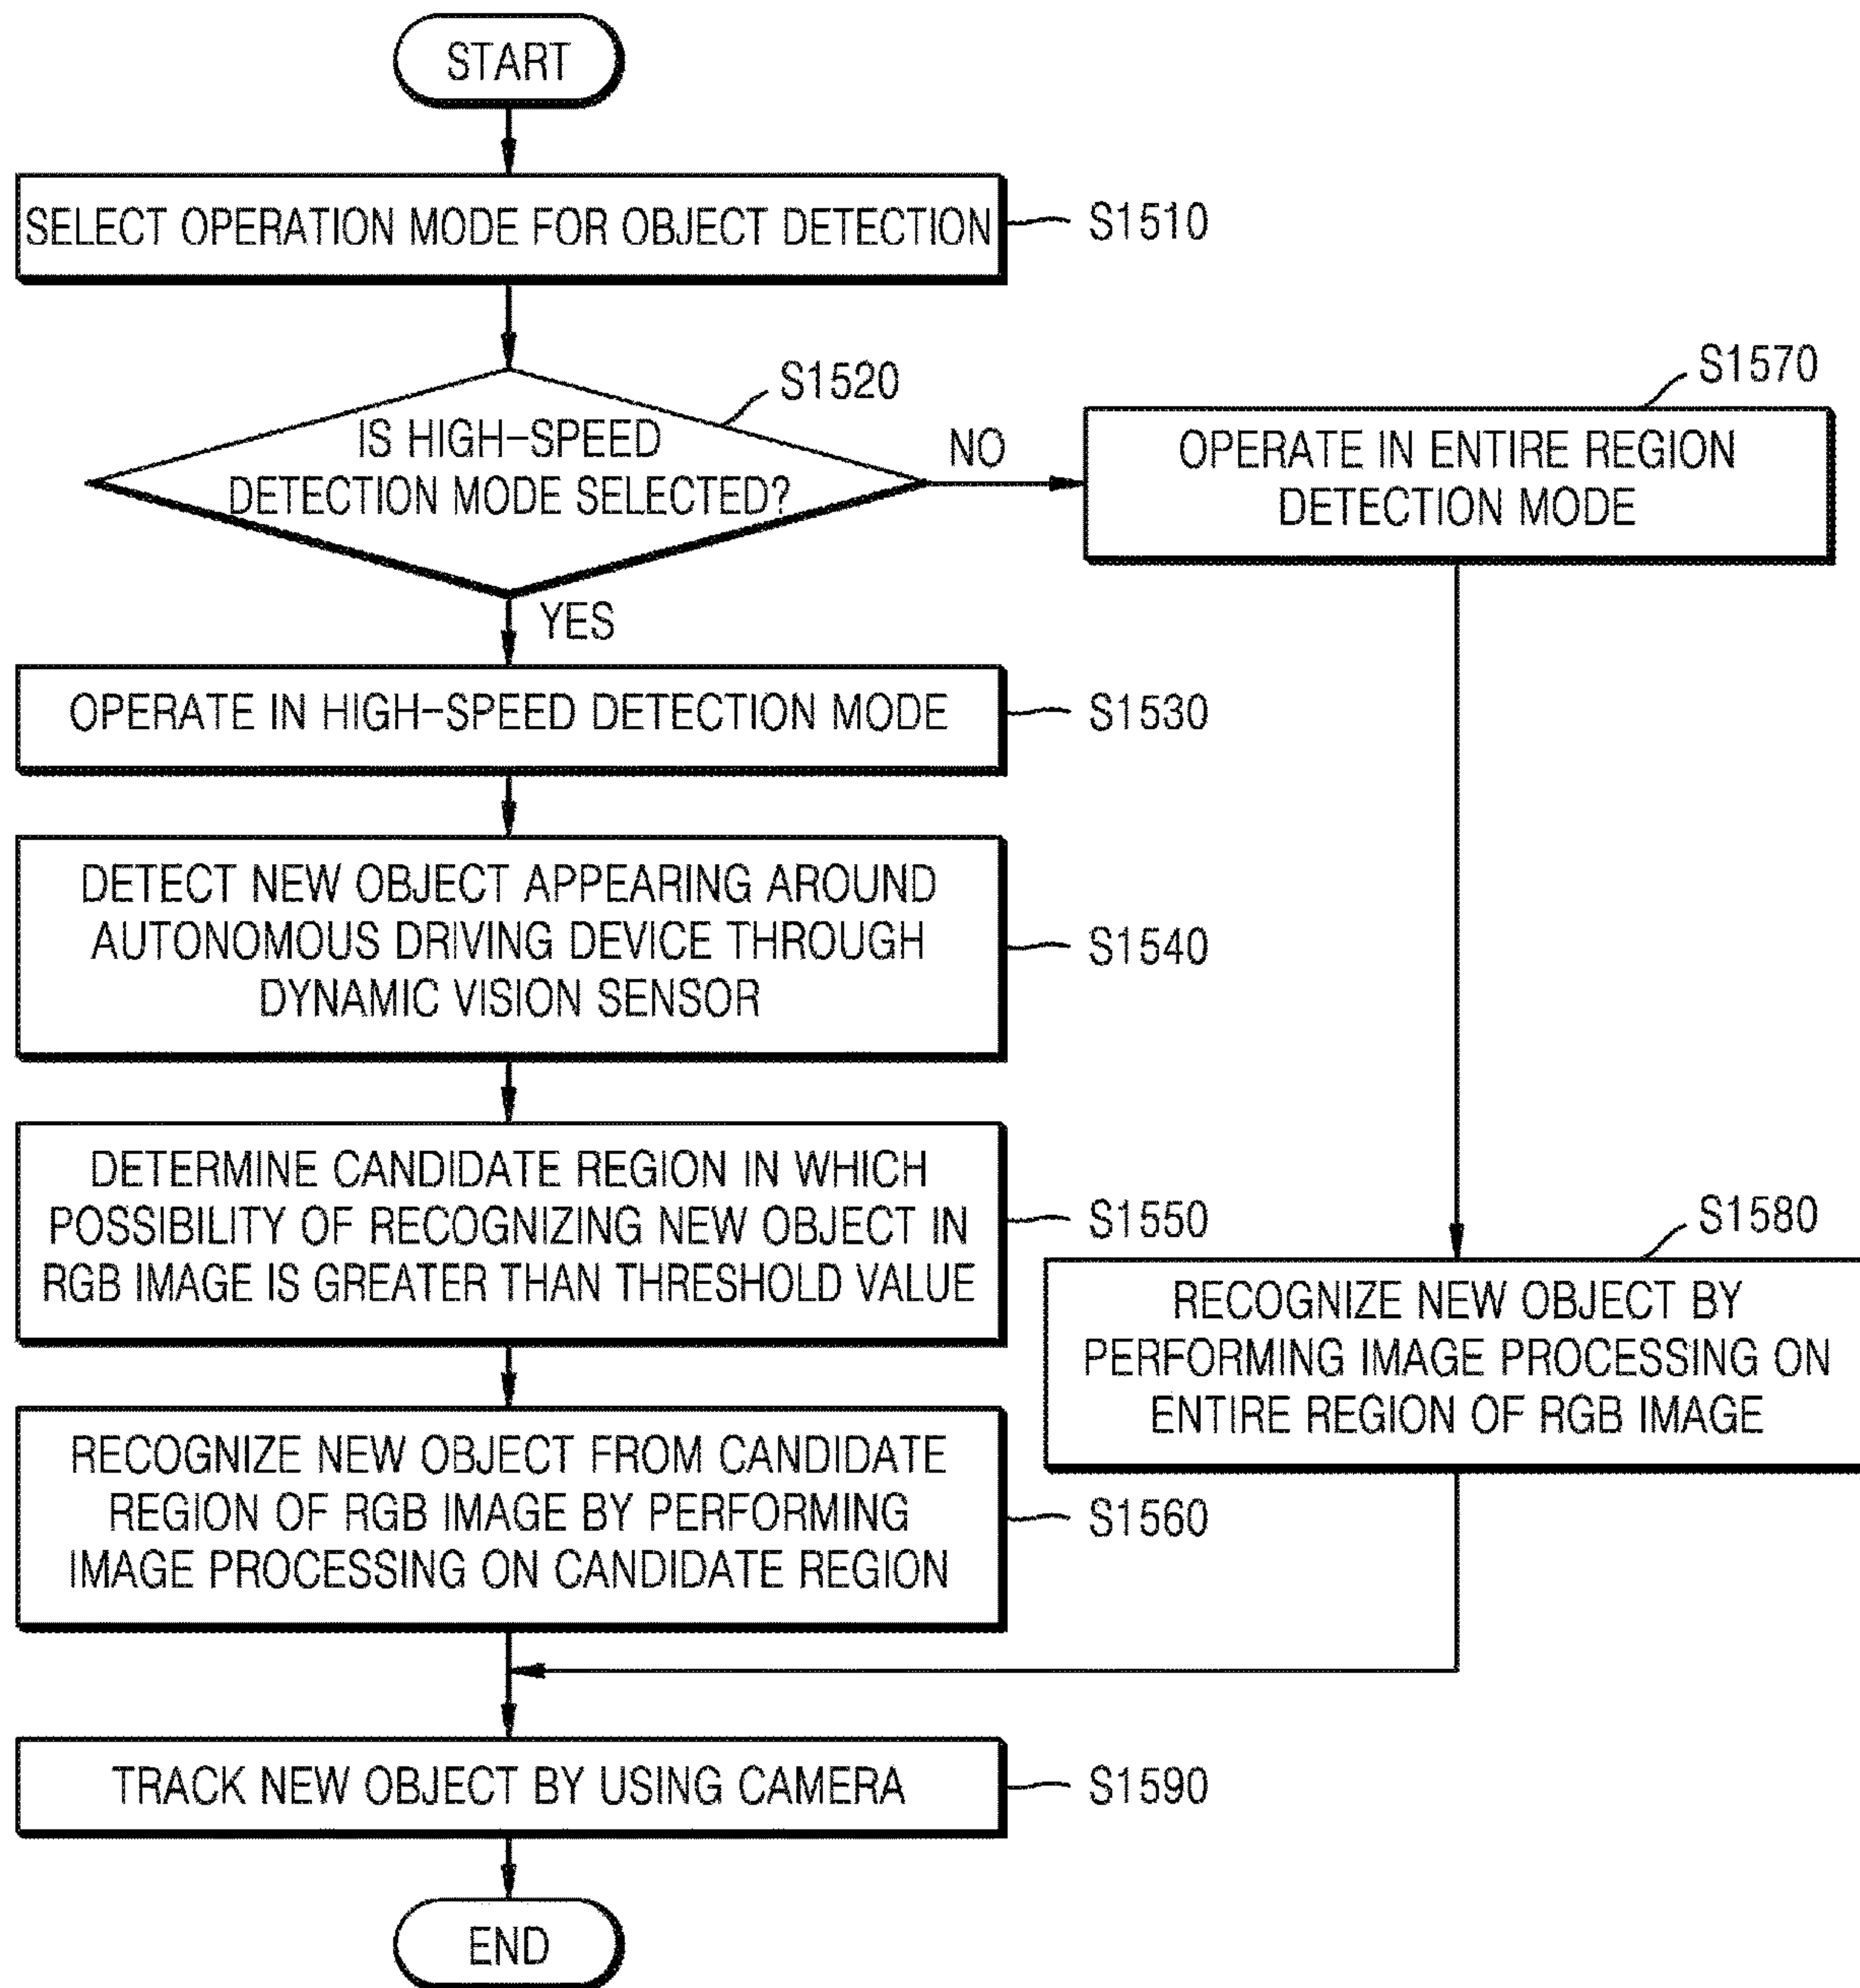 START
SELECT OPERATION MODE FOR OBJECT DETECTION
S1510
S1520
IS HIGH-SPEED
DETECTION MODE SELECTED?
NO
YES
S1570
OPERATE IN ENTIRE REGION
DETECTION MODE
OPERATE IN HIGH-SPEED DETECTION MODE
S1530
DETECT NEW OBJECT APPEARING AROUND
AUTONOMOUS DRIVING DEVICE THROUGH
DYNAMIC VISION SENSOR
S1540
DETERMINE CANDIDATE REGION IN WHICH
POSSIBILITY OF RECOGNIZING NEW OBJECT IN
RGB IMAGE IS GREATER THAN THRESHOLD VALUE
S1550
S1580
RECOGNIZE NEW OBJECT BY
PERFORMING IMAGE PROCESSING ON
ENTIRE REGION OF RGB IMAGE
RECOGNIZE NEW OBJECT FROM CANDIDATE
REGION OF RGB IMAGE BY PERFORMING
IMAGE PROCESSING ON CANDIDATE REGION
S1560
TRACK NEW OBJECT BY USING CAMERA
S1590
END